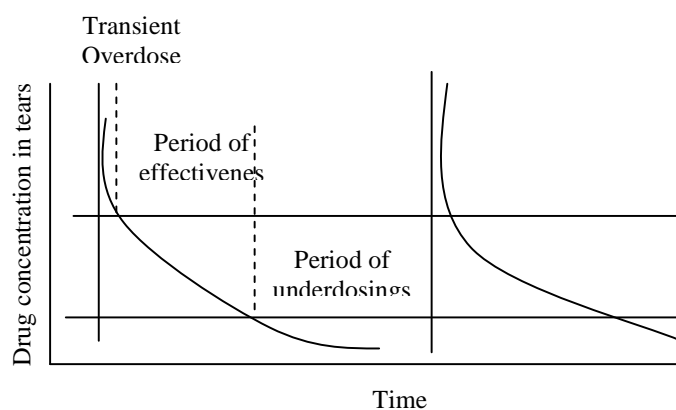 Transient
Overdose
Period of
effectivenes
Period of
underdosings
Drug concentration in tears
Time